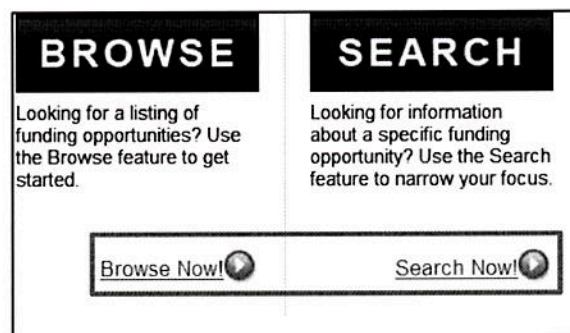 BROWSE
Looking for a listing of
funding opportunities? Use
the Browse feature to get
started.
SEARCH
Looking for information
about a specific funding
opportunity? Use the Search
feature to narrow your focus.
Browse Now!
Search Now!